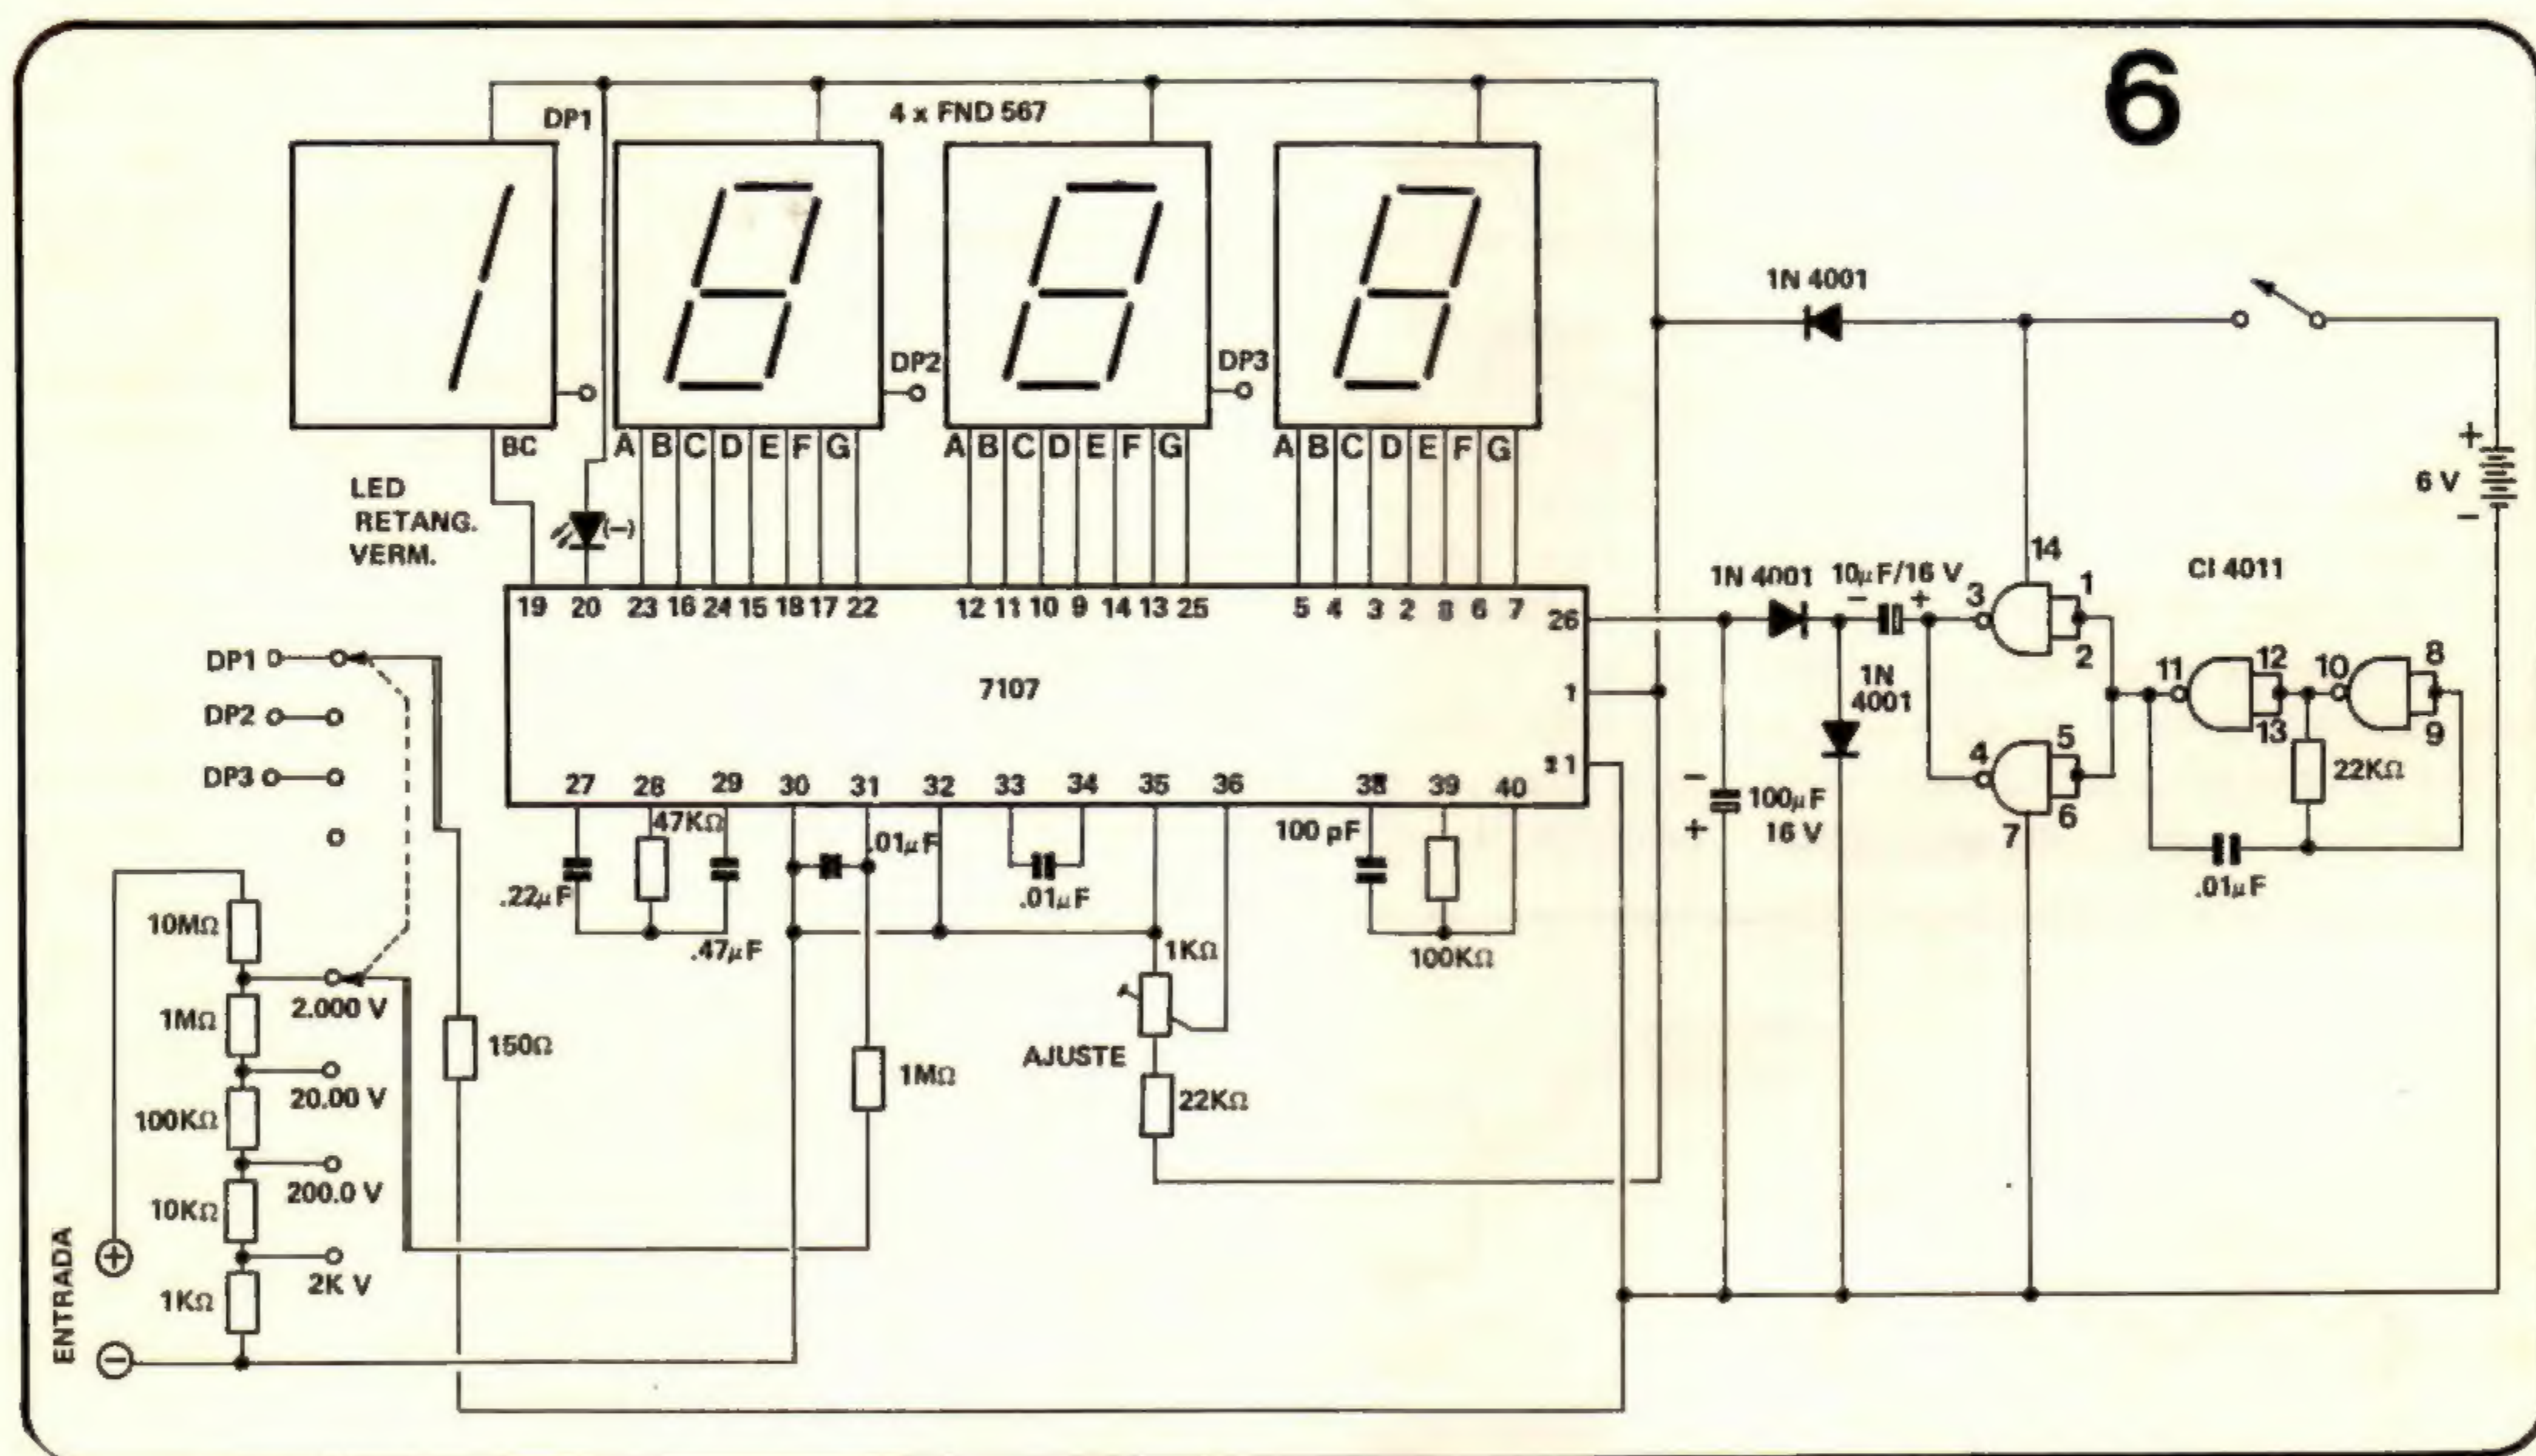 6
DP1
4 x FND 567
1N 4001
DP2
DP3
BC
A B C D E F G
A B C D E F G
A B C D E F G
LED
RETANG.
VERM.
(−)
+
6 V
−
19 20 23 16 24 15 18 17 22 12 11 10 9 14 13 25 5 4 3 2 8 6 7
26
1
21
7107
27 28 29 30 31 32 33 34 35 36 38 39 40
1N 4001
10µF/16 V
− +
1N
4001
3
14
1
2
CI 4011
11
12
13
10
8
9
4
5
6
7
22KΩ
.01µF
−
100µF
16 V
+
DP1
DP2
DP3
47KΩ
.22µF
.47µF
.01µF
.01µF
100 pF
100KΩ
1KΩ
AJUSTE
22KΩ
1MΩ
150Ω
10MΩ
2.000 V
1MΩ
20.00 V
100KΩ
200.0 V
10KΩ
2K V
1KΩ
ENTRADA
+
−